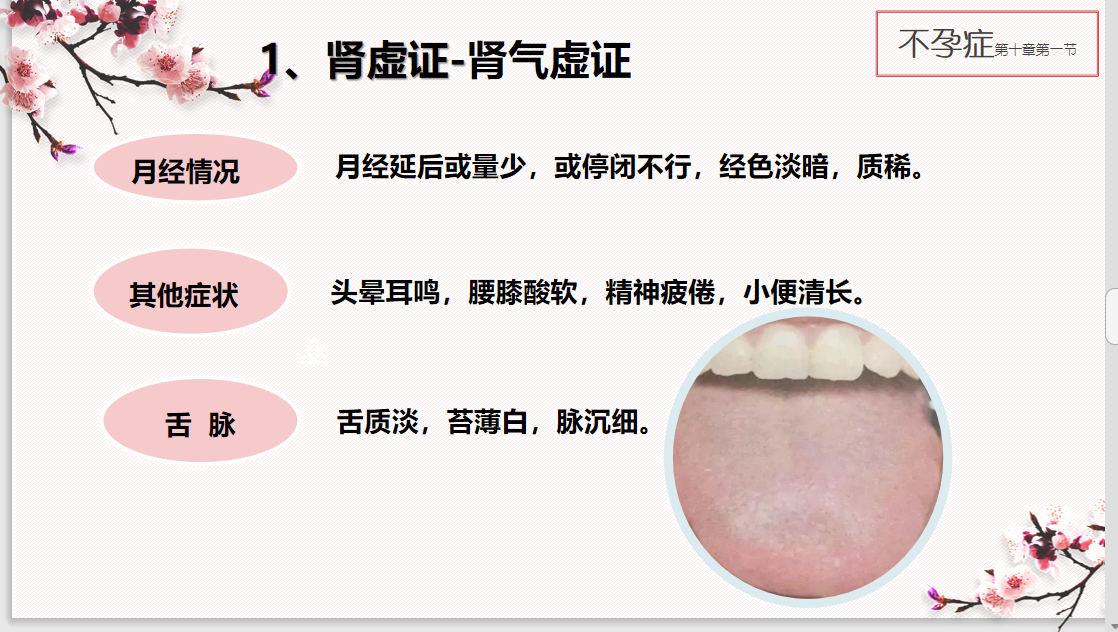 1、肾虚证-肾气虚证
不孕症第十章第一节
月经情况
月经延后或量少，或停闭不行，经色淡暗，质稀。
其他症状
头晕耳鸣，腰膝酸软，精神疲倦，小便清长。
舌 脉
舌质淡，苔薄白，脉沉细。